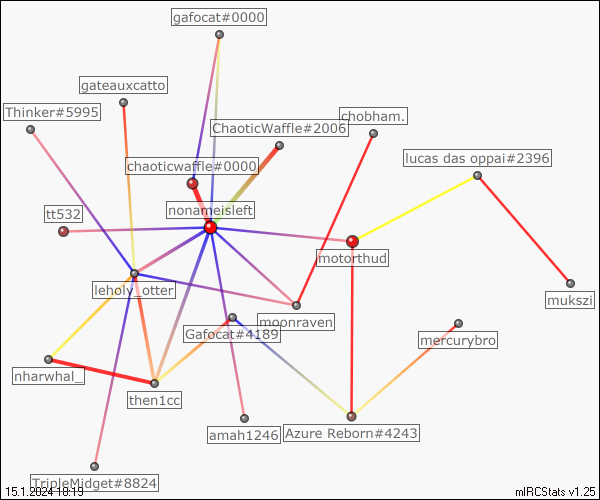 gafocat#0000
gateauxcatto
Thinker#5995
chobham.
ChaoticWaffle#2006
lucas das oppai#2396
chaoticwaffle#0000
nonameisleft
tt532
motorthud
leholy_otter
mukszi
moonraven
Gafocat#4189
mercurybro
nharwhal_
then1cc
amah1246
Azure Reborn#4243
TripleMidget#8824
15.1.2024 18:19
mIRCStats v1.25